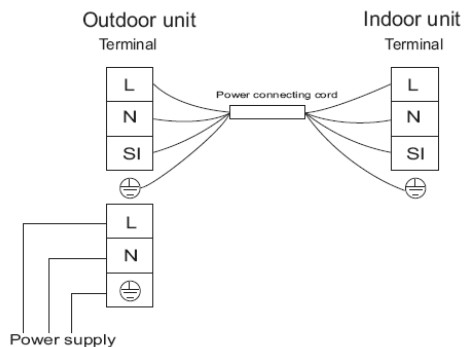 Outdoor unit
Indoor unit
Terminal
Terminal
L
L
Power connecting cord
N
N
SI
SI
L
N
Power supply